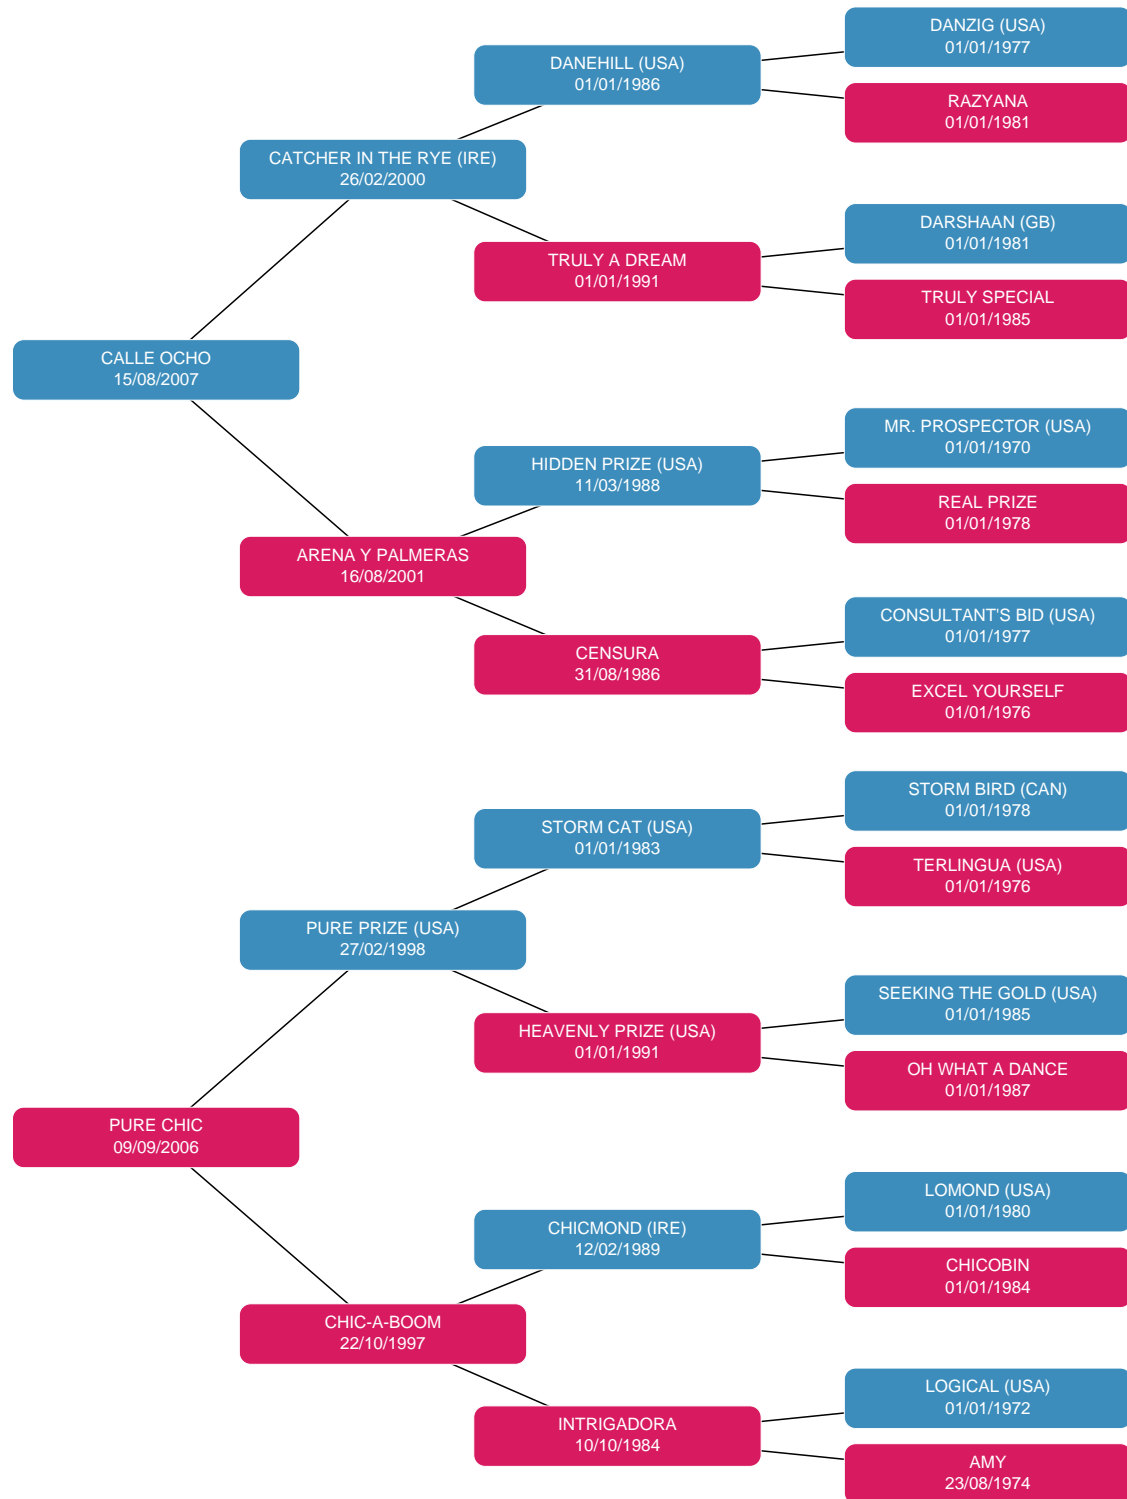 DANZIG (USA)
01/01/1977
DANEHILL (USA)
01/01/1986
RAZYANA
01/01/1981
CATCHER IN THE RYE (IRE)
26/02/2000
DARSHAAN (GB)
01/01/1981
TRULY A DREAM
01/01/1991
TRULY SPECIAL
01/01/1985
CALLE OCHO
15/08/2007
MR. PROSPECTOR (USA)
01/01/1970
HIDDEN PRIZE (USA)
11/03/1988
REAL PRIZE
01/01/1978
ARENA Y PALMERAS
16/08/2001
CONSULTANT'S BID (USA)
01/01/1977
CENSURA
31/08/1986
EXCEL YOURSELF
01/01/1976
STORM BIRD (CAN)
01/01/1978
STORM CAT (USA)
01/01/1983
TERLINGUA (USA)
01/01/1976
PURE PRIZE (USA)
27/02/1998
SEEKING THE GOLD (USA)
01/01/1985
HEAVENLY PRIZE (USA)
01/01/1991
OH WHAT A DANCE
01/01/1987
PURE CHIC
09/09/2006
LOMOND (USA)
01/01/1980
CHICMOND (IRE)
12/02/1989
CHICOBIN
01/01/1984
CHIC-A-BOOM
22/10/1997
LOGICAL (USA)
01/01/1972
INTRIGADORA
10/10/1984
AMY
23/08/1974